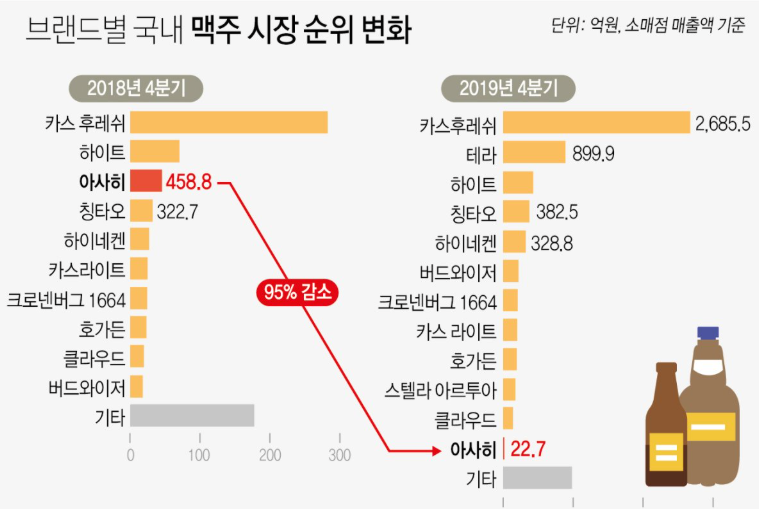 브랜드별 국내 맥주 시장 순위 변화
단위: 억원, 소매점 매출액 기준
2018년 4분기
카스 후레쉬
하이트
아사히 458.8
칭타오 322.7
하이네켄
카스라이트
크로넨버그 1664
호가든
클라우드
버드와이저
기타
0 100 200 300
95% 감소
2019년 4분기
카스후레쉬 2,685.5
테라 899.9
하이트
칭타오 382.5
하이네켄 328.8
버드와이저
크로넨버그 1664
카스 라이트
호가든
스텔라 아르투아
클라우드
아사히 22.7
기타